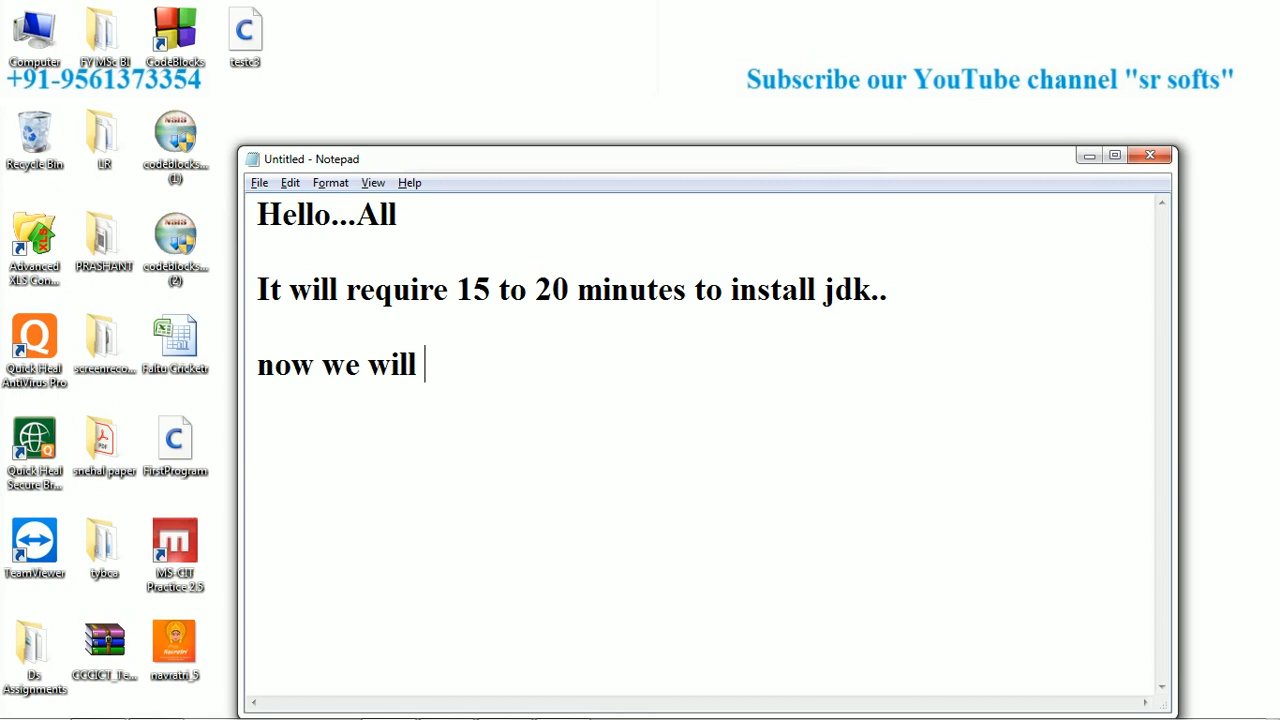 Computer
FY MSc BI
CodeBlocks
testc3
+91-9561373354
Subscribe our YouTube channel "sr softs"
Recycle Bin
LR
codeblocks...
(1)
Untitled - Notepad
File Edit Format View Help
Hello...All
It will require 15 to 20 minutes to install jdk..
now we will
Advanced
XLS Con...
PRASHANT
codeblocks...
(2)
Quick Heal
AntiVirus Pro
screenreco...
Faltu Cricketr
Quick Heal
Secure Br...
snehal paper
FirstProgram
TeamViewer
tybca
MS-CIT
Practice 2.5
Ds
Assignments
navratri_5